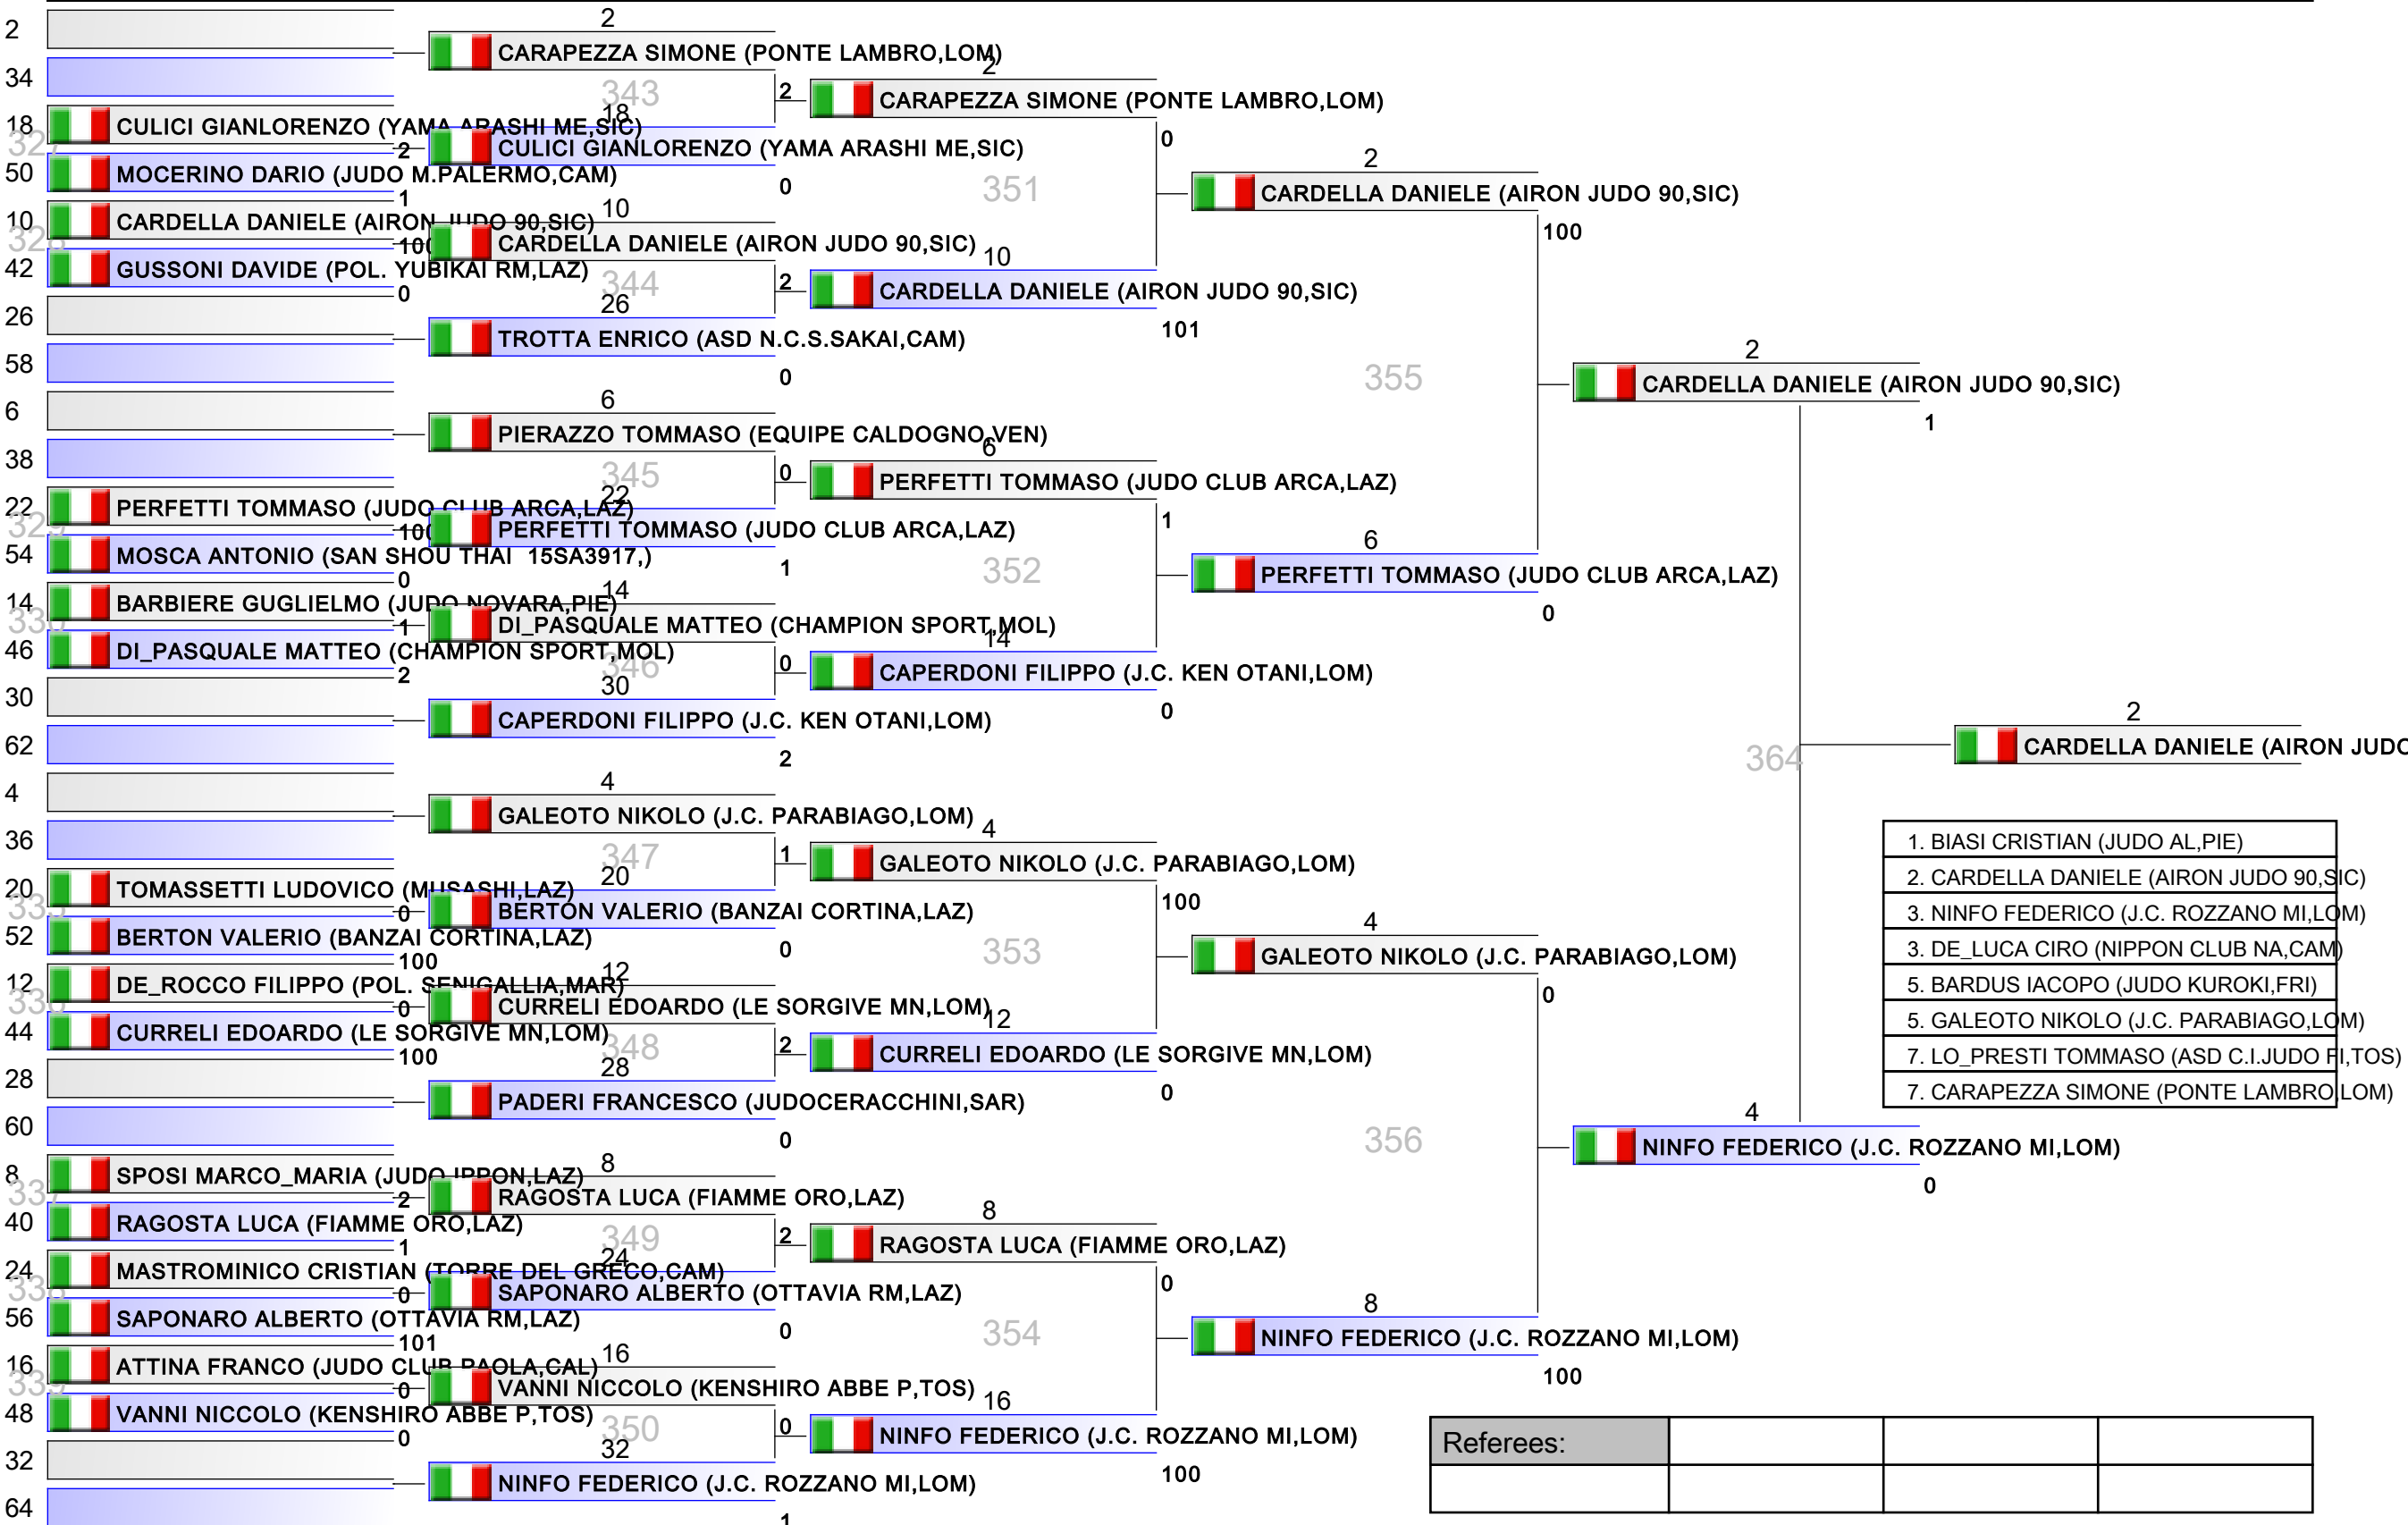 2
34
18 CULICI GIANLORENZO (YAMA ARASHI ME,SIC)
2
50 MOCERINO DARIO (JUDO M.PALERMO,CAM)
1
10 CARDELLA DANIELE (AIRON JUDO 90,SIC)
100
42 GUSSONI DAVIDE (POL. YUBIKAI RM,LAZ)
0
26
58
6
38
22 PERFETTI TOMMASO (JUDO CLUB ARCA,LAZ)
100
54 MOSCA ANTONIO (SAN SHOU THAI 15SA3917,)
0
14 BARBIERE GUGLIELMO (JUDO NOVARA,PIE)
1
46 DI_PASQUALE MATTEO (CHAMPION SPORT,MOL)
2
30
62
4
36
20 TOMASSETTI LUDOVICO (MUSASHI,LAZ)
0
52 BERTON VALERIO (BANZAI CORTINA,LAZ)
100
12 DE_ROCCO FILIPPO (POL. SENIGALLIA,MAR)
0
44 CURRELI EDOARDO (LE SORGIVE MN,LOM)
100
28
60
8 SPOSI MARCO_MARIA (JUDO IPPON,LAZ)
2
40 RAGOSTA LUCA (FIAMME ORO,LAZ)
1
24 MASTROMINICO CRISTIAN (TORRE DEL GRECO,CAM)
0
56 SAPONARO ALBERTO (OTTAVIA RM,LAZ)
101
16 ATTINA FRANCO (JUDO CLUB PAOLA,CAL)
0
48 VANNI NICCOLO (KENSHIRO ABBE P,TOS)
0
32
64
2
CARAPEZZA SIMONE (PONTE LAMBRO,LOM)
343
2
18
CULICI GIANLORENZO (YAMA ARASHI ME,SIC)
0
10
CARDELLA DANIELE (AIRON JUDO 90,SIC)
344
2
26
TROTTA ENRICO (ASD N.C.S.SAKAI,CAM)
0
6
PIERAZZO TOMMASO (EQUIPE CALDOGNO,VEN)
345
0
22
PERFETTI TOMMASO (JUDO CLUB ARCA,LAZ)
1
14
DI_PASQUALE MATTEO (CHAMPION SPORT,MOL)
346
0
30
CAPERDONI FILIPPO (J.C. KEN OTANI,LOM)
2
4
GALEOTO NIKOLO (J.C. PARABIAGO,LOM)
347
1
20
BERTON VALERIO (BANZAI CORTINA,LAZ)
0
12
CURRELI EDOARDO (LE SORGIVE MN,LOM)
348
2
28
PADERI FRANCESCO (JUDOCERACCHINI,SAR)
0
8
RAGOSTA LUCA (FIAMME ORO,LAZ)
349
2
24
SAPONARO ALBERTO (OTTAVIA RM,LAZ)
0
16
VANNI NICCOLO (KENSHIRO ABBE P,TOS)
350
0
32
NINFO FEDERICO (J.C. ROZZANO MI,LOM)
1
2
CARAPEZZA SIMONE (PONTE LAMBRO,LOM)
0
351
10
CARDELLA DANIELE (AIRON JUDO 90,SIC)
101
6
PERFETTI TOMMASO (JUDO CLUB ARCA,LAZ)
1
352
14
CAPERDONI FILIPPO (J.C. KEN OTANI,LOM)
0
4
GALEOTO NIKOLO (J.C. PARABIAGO,LOM)
100
353
12
CURRELI EDOARDO (LE SORGIVE MN,LOM)
0
8
RAGOSTA LUCA (FIAMME ORO,LAZ)
0
354
16
NINFO FEDERICO (J.C. ROZZANO MI,LOM)
100
2
CARDELLA DANIELE (AIRON JUDO 90,SIC)
100
355
6
PERFETTI TOMMASO (JUDO CLUB ARCA,LAZ)
0
4
GALEOTO NIKOLO (J.C. PARABIAGO,LOM)
0
356
8
NINFO FEDERICO (J.C. ROZZANO MI,LOM)
100
2
CARDELLA DANIELE (AIRON JUDO 90,SIC)
1
364
4
NINFO FEDERICO (J.C. ROZZANO MI,LOM)
0
2
CARDELLA DANIELE (AIRON JUDO
1. BIASI CRISTIAN (JUDO AL,PIE)
2. CARDELLA DANIELE (AIRON JUDO 90,SIC)
3. NINFO FEDERICO (J.C. ROZZANO MI,LOM)
3. DE_LUCA CIRO (NIPPON CLUB NA,CAM)
5. BARDUS IACOPO (JUDO KUROKI,FRI)
5. GALEOTO NIKOLO (J.C. PARABIAGO,LOM)
7. LO_PRESTI TOMMASO (ASD C.I.JUDO FI,TOS)
7. CARAPEZZA SIMONE (PONTE LAMBRO,LOM)
Referees: